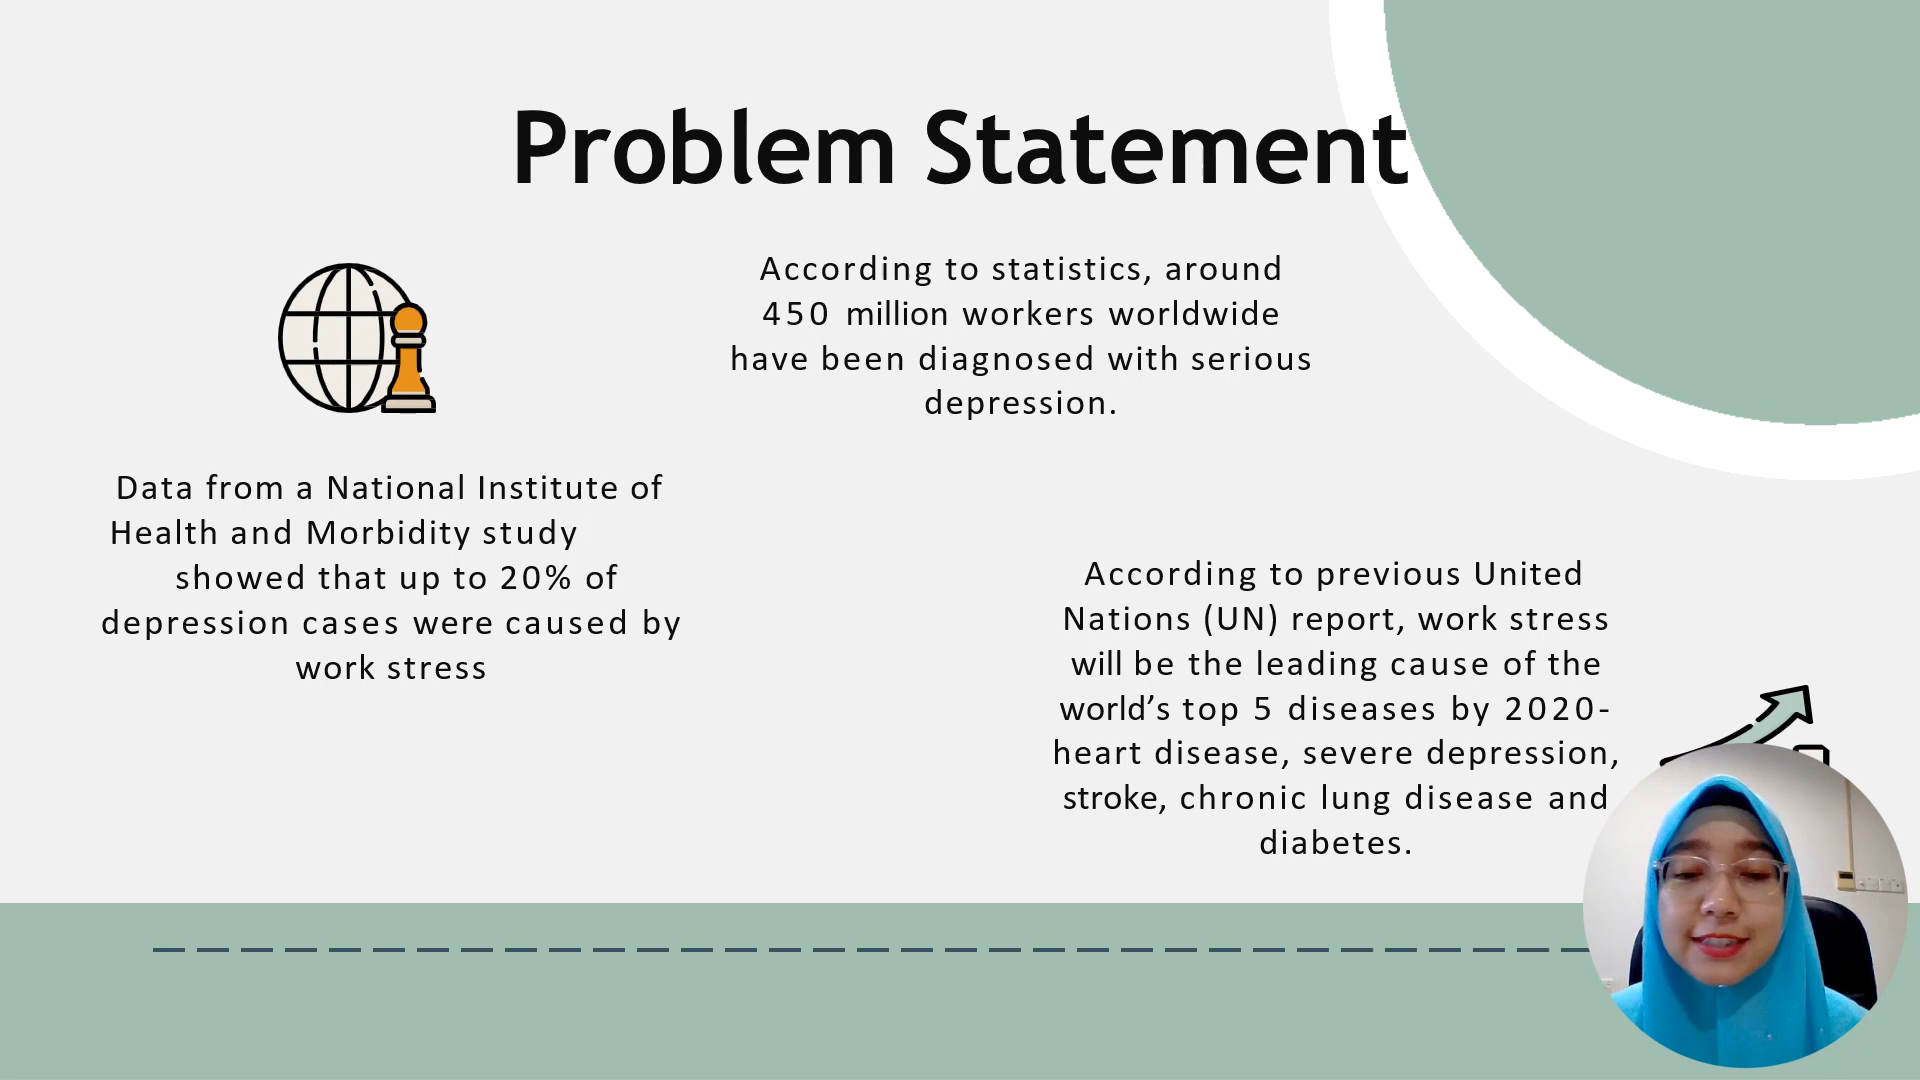 Problem Statement
According to statistics, around
450 million workers worldwide
have been diagnosed with serious
depression.
Data from a National Institute of
Health and Morbidity study
showed that up to 20% of
depression cases were caused by
work stress
According to previous United
Nations (UN) report, work stress
will be the leading cause of the
world’s top 5 diseases by 2020-
heart disease, severe depression,
stroke, chronic lung disease and
diabetes.